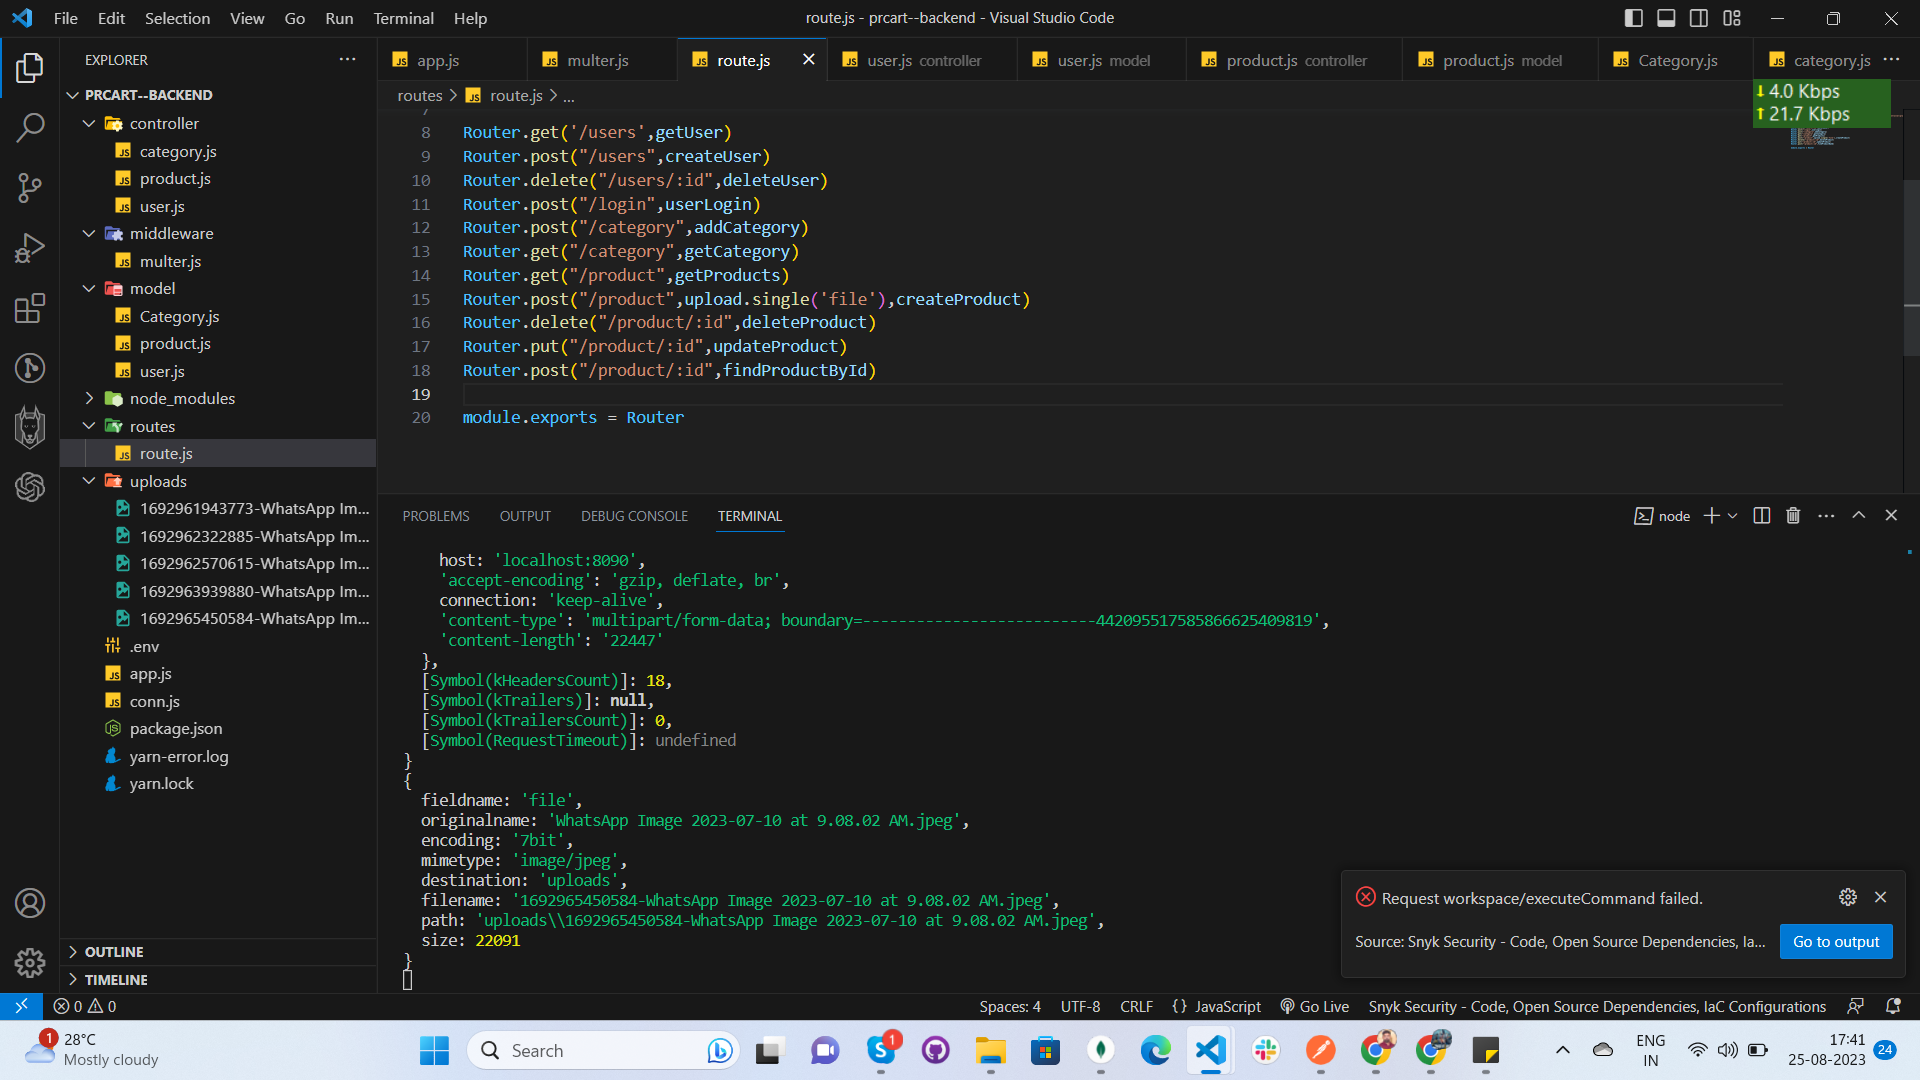 File Edit Selection View Go Run Terminal Help
route.js - prcart--backend - Visual Studio Code
EXPLORER
app.js
multer.js
route.js
user.js controller
user.js model
product.js controller
product.js model
Category.js
category.js
4.0 Kbps
21.7 Kbps
PRCART--BACKEND
controller
category.js
product.js
user.js
middleware
multer.js
model
Category.js
product.js
user.js
node_modules
routes
route.js
uploads
1692961943773-WhatsApp Im...
1692962322885-WhatsApp Im...
1692962570615-WhatsApp Im...
1692963939880-WhatsApp Im...
1692965450584-WhatsApp Im...
.env
app.js
conn.js
package.json
yarn-error.log
yarn.lock
OUTLINE
TIMELINE
routes > route.js > ...
7
8 Router.get('/users',getUser)
9 Router.post("/users",createUser)
10 Router.delete("/users/:id",deleteUser)
11 Router.post("/login",userLogin)
12 Router.post("/category",addCategory)
13 Router.get("/category",getCategory)
14 Router.get("/product",getProducts)
15 Router.post("/product",upload.single('file'),createProduct)
16 Router.delete("/product/:id",deleteProduct)
17 Router.put("/product/:id",updateProduct)
18 Router.post("/product/:id",findProductById)
19
20 module.exports = Router
PROBLEMS OUTPUT DEBUG CONSOLE TERMINAL
node
host: 'localhost:8090',
'accept-encoding': 'gzip, deflate, br',
connection: 'keep-alive',
'content-type': 'multipart/form-data; boundary=--------------------------442095517585866625409819',
'content-length': '22447'
},
[Symbol(kHeadersCount)]: 18,
[Symbol(kTrailers)]: null,
[Symbol(kTrailersCount)]: 0,
[Symbol(RequestTimeout)]: undefined
}
{
fieldname: 'file',
originalname: 'WhatsApp Image 2023-07-10 at 9.08.02 AM.jpeg',
encoding: '7bit',
mimetype: 'image/jpeg',
destination: 'uploads',
filename: '1692965450584-WhatsApp Image 2023-07-10 at 9.08.02 AM.jpeg',
path: 'uploads\\1692965450584-WhatsApp Image 2023-07-10 at 9.08.02 AM.jpeg',
size: 22091
}
Request workspace/executeCommand failed.
Source: Snyk Security - Code, Open Source Dependencies, Ia...
Go to output
0 0
Spaces: 4 UTF-8 CRLF {} JavaScript Go Live Snyk Security - Code, Open Source Dependencies, IaC Configurations
1
28°C
Mostly cloudy
Search
1
ENG
IN
17:41
25-08-2023
24